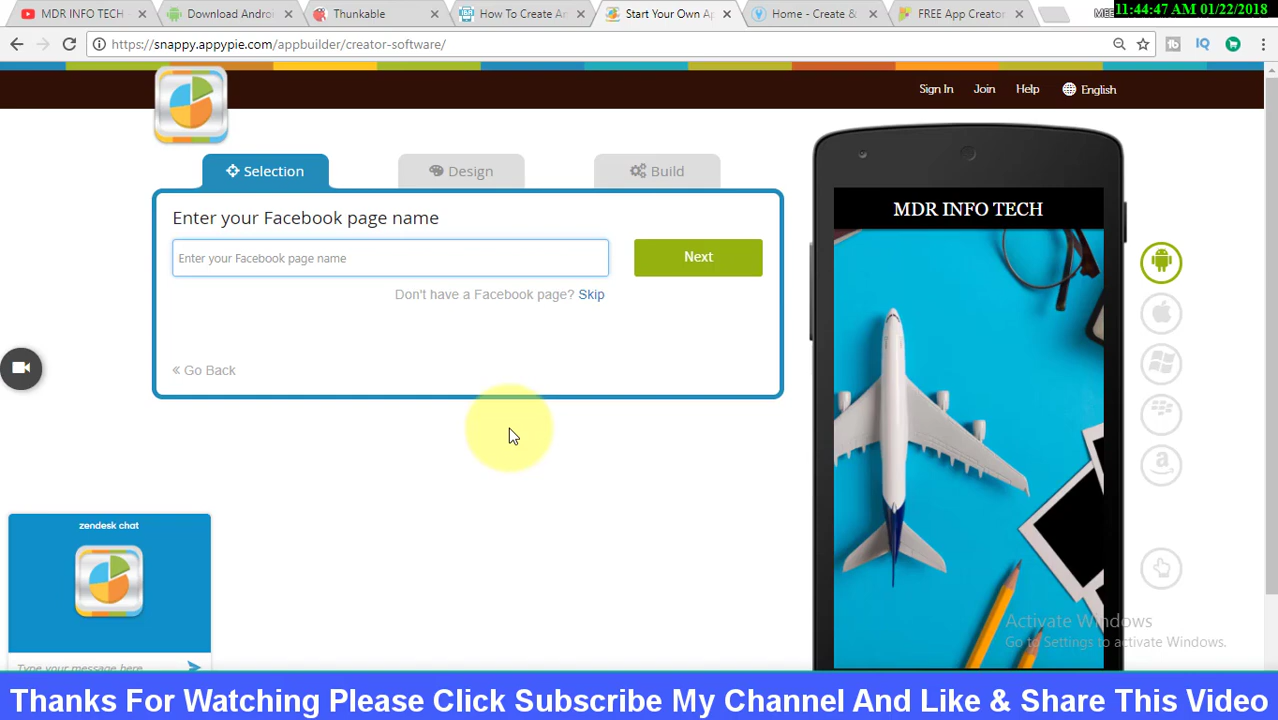 MDR INFO TECH
Download Andro
Thunkable
How To Create An
Start Your Own Ap
Home - Create &
FREE App Creator
11:44:47 AM 01/22/2018
https://snappy.appypie.com/appbuilder/creator-software/
Sign In
Join
Help
English
Selection
Design
Build
Enter your Facebook page name
Enter your Facebook page name
Next
Don't have a Facebook page? Skip
« Go Back
MDR INFO TECH
zendesk chat
Type your message here
Activate Windows
Go to Settings to activate Windows.
Thanks For Watching Please Click Subscribe My Channel And Like & Share This Video